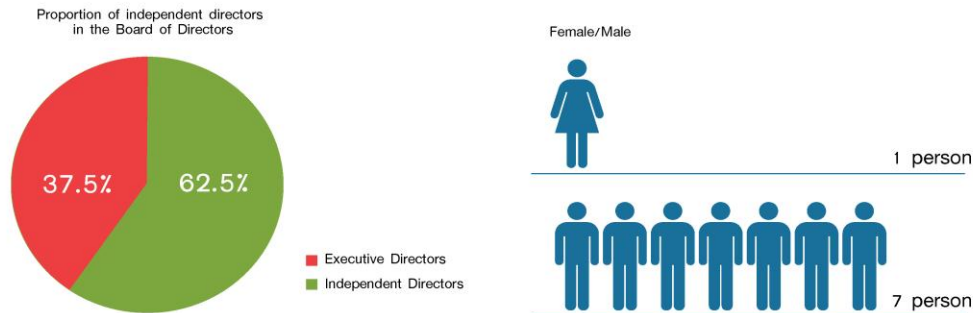 Proportion of independent directors
in the Board of Directors
37.5%
62.5%
Executive Directors
Independent Directors
Female/Male
1 person
7 person